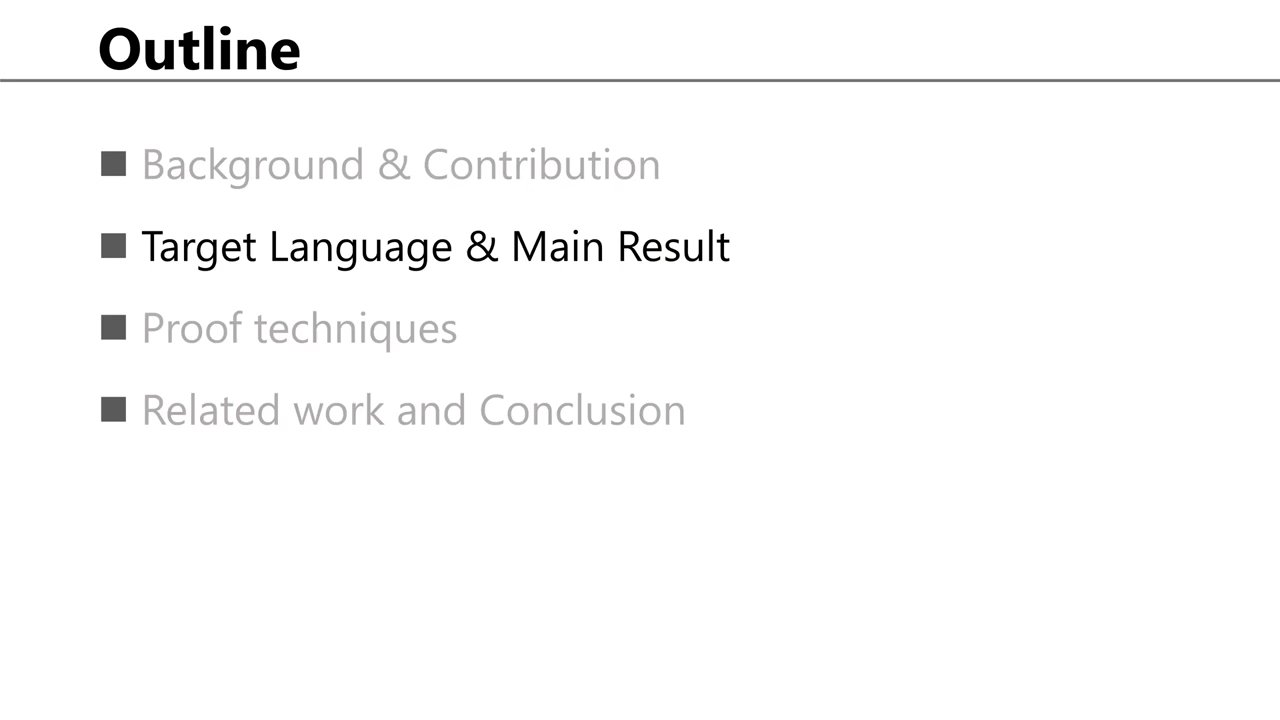 Outline
Background & Contribution
Target Language & Main Result
Proof techniques
Related work and Conclusion